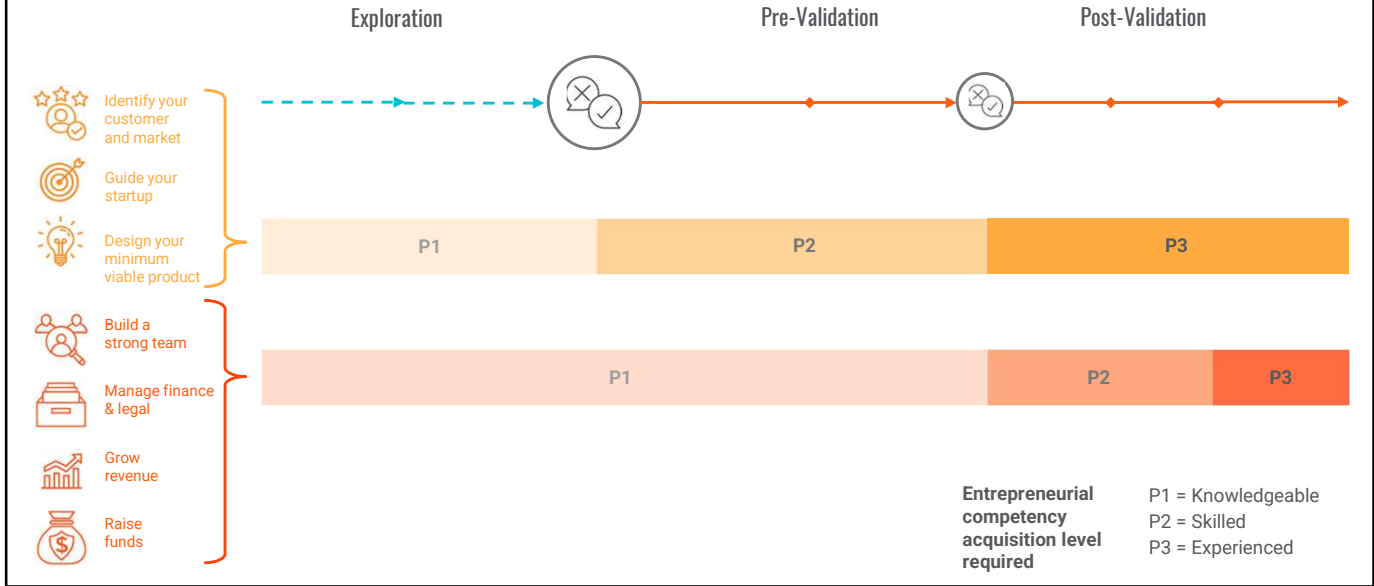 Exploration
Pre-Validation
Post-Validation
Identify your
customer
and market
Guide your
startup
Design your
minimum
viable product
P1
P2
P3
Build a
strong team
Manage finance
& legal
Grow
revenue
Raise
funds
P1
P2
P3
$
Entrepreneurial
competency
acquisition level
required
P1 = Knowledgeable
P2 = Skilled
P3 = Experienced